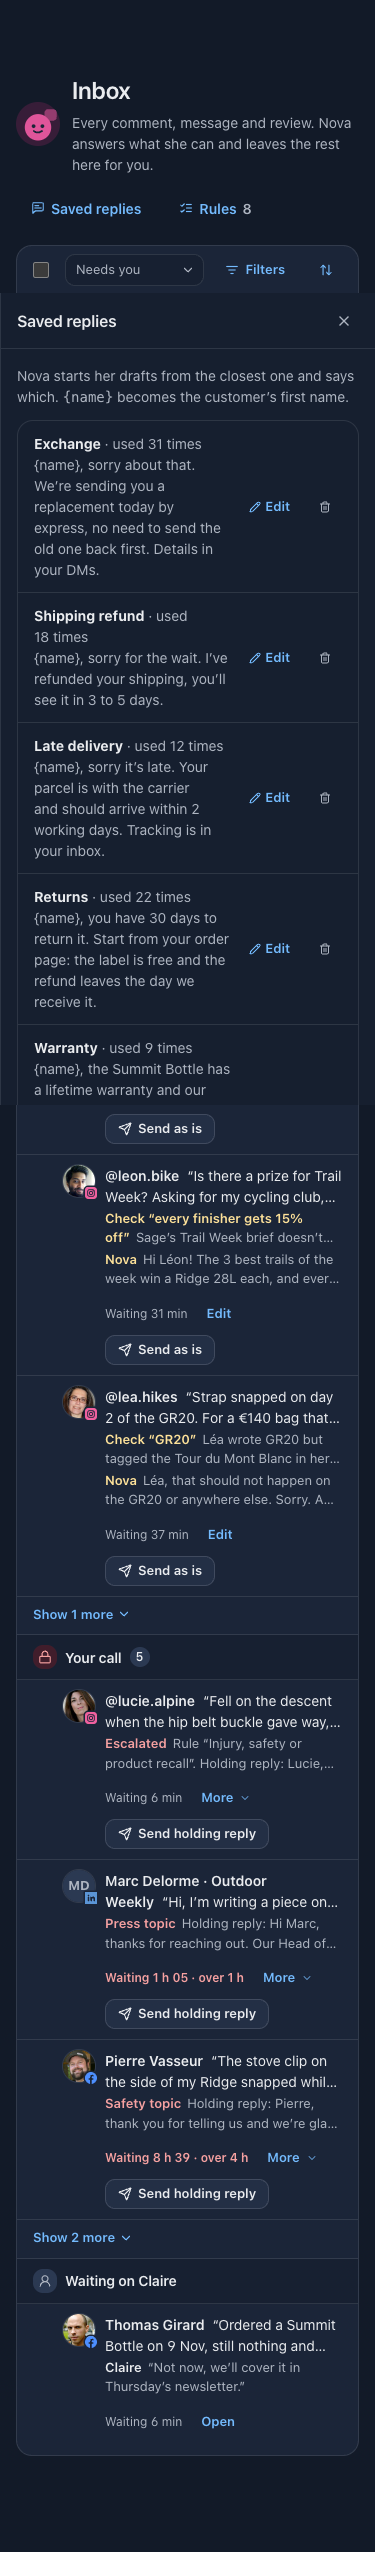 Inbox
Every comment, message and review. Nova
answers what she can and leaves the rest
here for you.
Saved replies
Rules 8
Needs you
Filters
Saved replies
Nova starts her drafts from the closest one and says
which. {name} becomes the customer’s first name.
Exchange · used 31 times
{name}, sorry about that.
We’re sending you a
replacement today by
express, no need to send the
old one back first. Details in
your DMs.
Edit
Shipping refund · used
18 times
{name}, sorry for the wait. I’ve
refunded your shipping, you’ll
see it in 3 to 5 days.
Edit
Late delivery · used 12 times
{name}, sorry it’s late. Your
parcel is with the carrier
and should arrive within 2
working days. Tracking is in
your inbox.
Edit
Returns · used 22 times
{name}, you have 30 days to
return it. Start from your order
page: the label is free and the
refund leaves the day we
receive it.
Edit
Warranty · used 9 times
{name}, the Summit Bottle has
a lifetime warranty and our
Send as is
@leon.bike “Is there a prize for Trail
Week? Asking for my cycling club,...
Check “every finisher gets 15%
off” Sage’s Trail Week brief doesn’t...
Nova Hi Léon! The 3 best trails of the
week win a Ridge 28L each, and ever...
Waiting 31 min
Edit
Send as is
@lea.hikes “Strap snapped on day
2 of the GR20. For a €140 bag that...
Check “GR20” Léa wrote GR20 but
tagged the Tour du Mont Blanc in her...
Nova Léa, that should not happen on
the GR20 or anywhere else. Sorry. A...
Waiting 37 min
Edit
Send as is
Show 1 more
Your call 5
@lucie.alpine “Fell on the descent
when the hip belt buckle gave way,...
Escalated Rule “Injury, safety or
product recall”. Holding reply: Lucie,...
Waiting 6 min
More
Send holding reply
MD
Marc Delorme · Outdoor
Weekly “Hi, I’m writing a piece on...
Press topic Holding reply: Hi Marc,
thanks for reaching out. Our Head of...
Waiting 1 h 05 · over 1 h
More
Send holding reply
Pierre Vasseur “The stove clip on
the side of my Ridge snapped whil...
Safety topic Holding reply: Pierre,
thank you for telling us and we’re gla...
Waiting 8 h 39 · over 4 h
More
Send holding reply
Show 2 more
Waiting on Claire
Thomas Girard “Ordered a Summit
Bottle on 9 Nov, still nothing and...
Claire “Not now, we’ll cover it in
Thursday’s newsletter.”
Waiting 6 min
Open